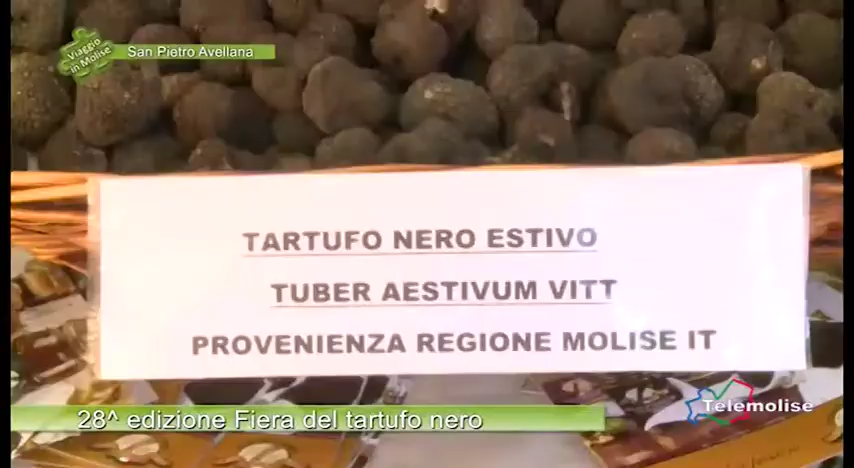 Viaggio
in Molise
San Pietro Avellana
TARTUFO NERO ESTIVO
TUBER AESTIVUM VITT
PROVENIENZA REGIONE MOLISE IT
28^ edizione Fiera del tartufo nero
Telemolise